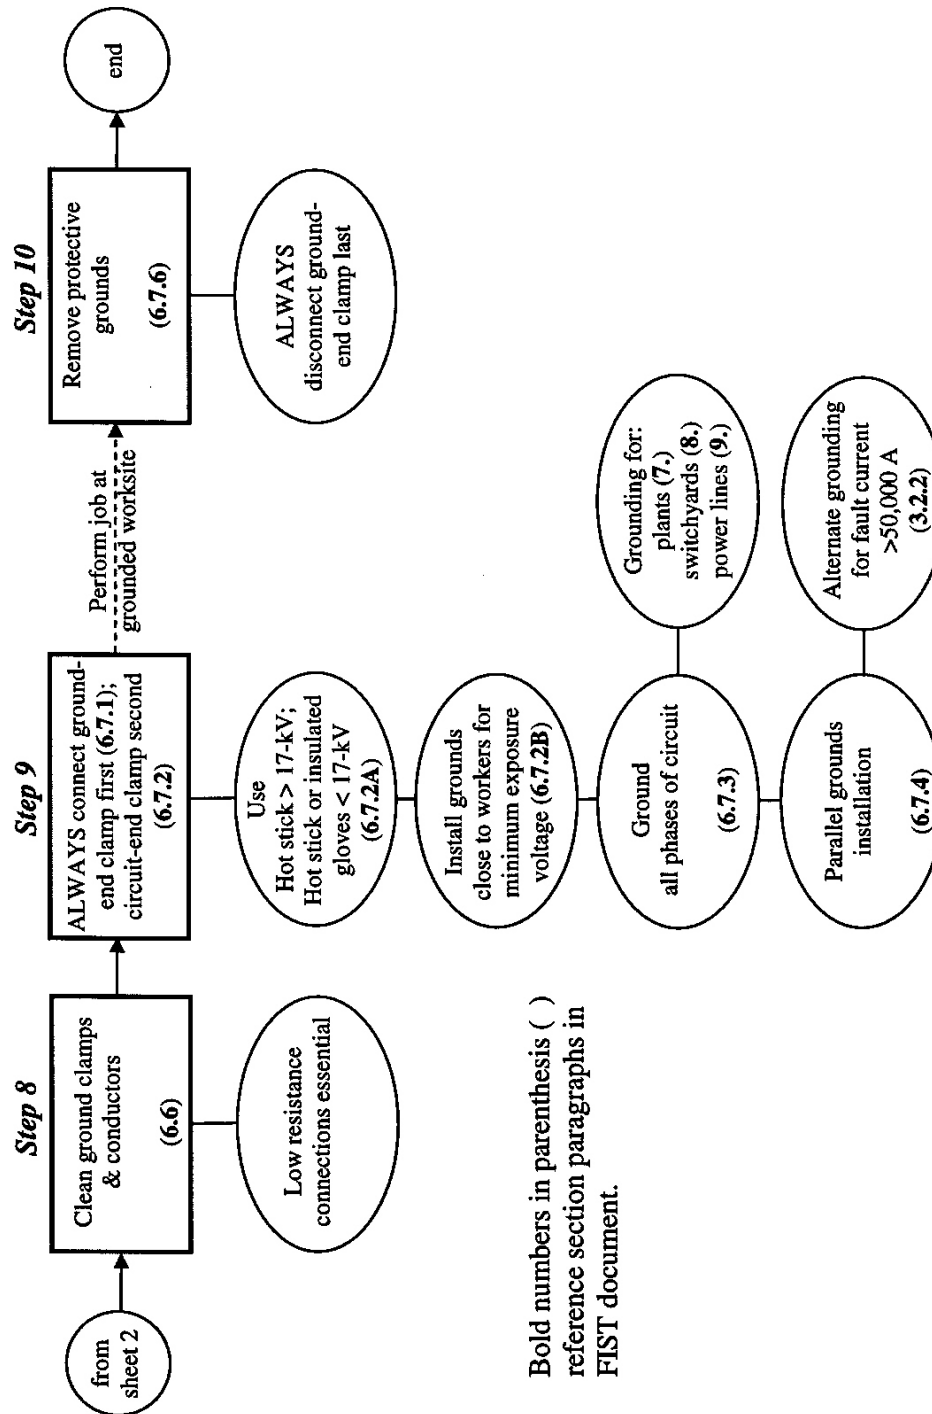 from
sheet 2
Step 8
Clean ground clamps
& conductors
(6.6)
Low resistance
connections essential
Step 9
ALWAYS connect ground-
end clamp first (6.7.1);
circuit-end clamp second
(6.7.2)
Use
Hot stick > 17-kV;
Hot stick or insulated
gloves < 17-kV
(6.7.2A)
Install grounds
close to workers for
minimum exposure
voltage (6.7.2B)
Ground
all phases of circuit
(6.7.3)
Grounding for:
plants (7.)
switchyards (8.)
power lines (9.)
Parallel grounds
installation
(6.7.4)
Alternate grounding
for fault current
>50,000 A
(3.2.2)
Perform job at
grounded worksite
Step 10
Remove protective
grounds
(6.7.6)
ALWAYS
disconnect ground-
end clamp last
end
Bold numbers in parenthesis ( )
reference section paragraphs in
FIST document.